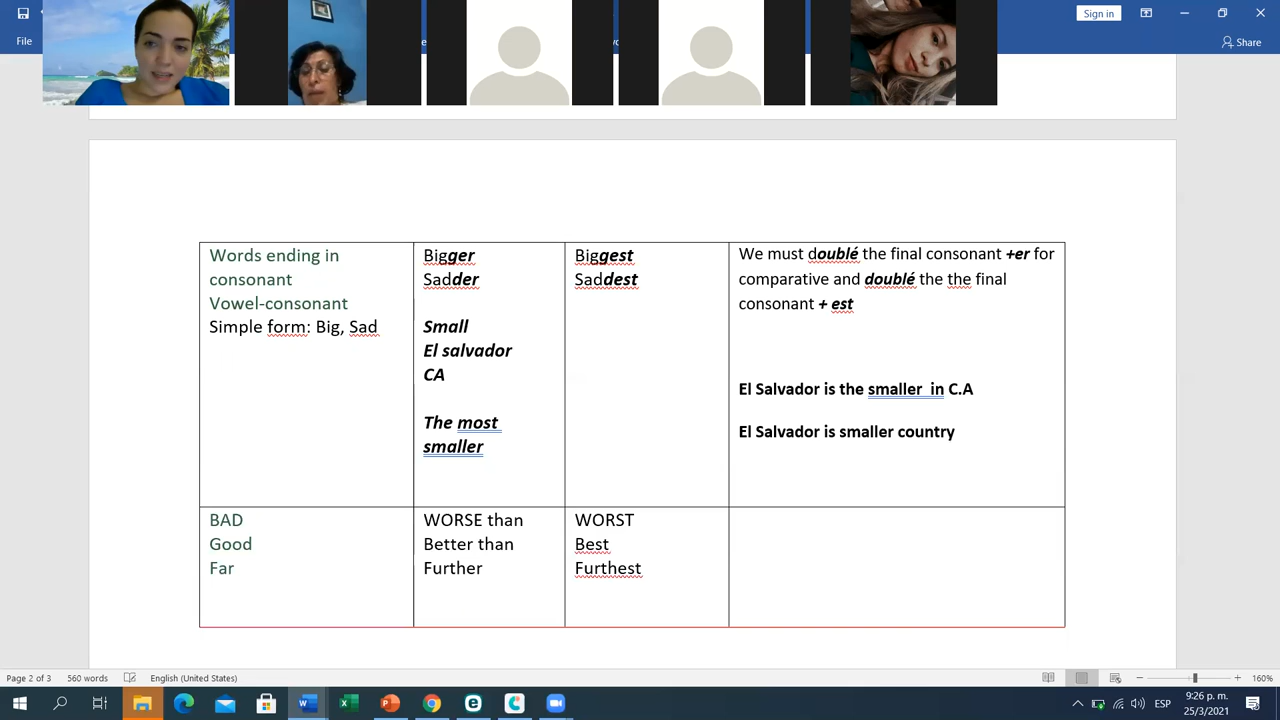 Sign in
File
Share
Words ending in
consonant
Vowel-consonant
Simple form: Big, Sad
Bigger
Sadder
Small
El salvador
CA
The most
smaller
Biggest
Saddest
We must doublé the final consonant +er for
comparative and doublé the the final
consonant + est
El Salvador is the smaller in C.A
El Salvador is smaller country
BAD
Good
Far
WORSE than
Better than
Further
WORST
Best
Furthest
Page 2 of 3 560 words English (United States) 160%
ESP
9:26 p. m.
25/3/2021